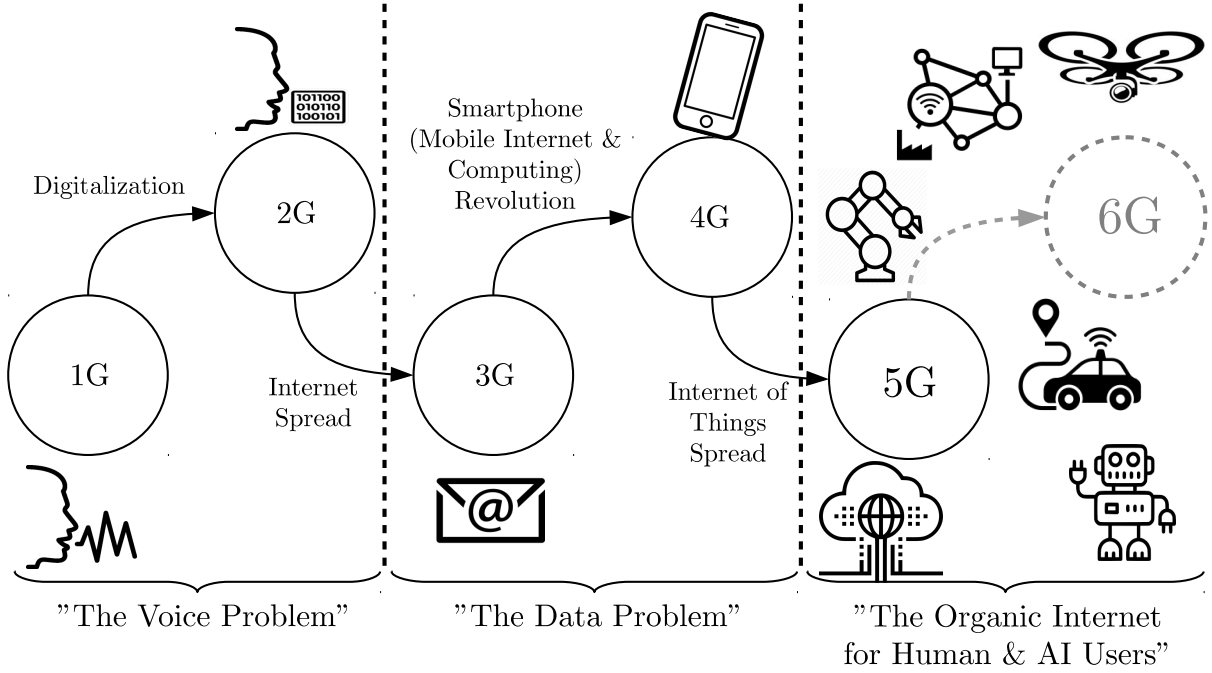 101100
010110
100101
Digitalization
2G
1G
Internet
Spread
"The Voice Problem"
Smartphone
(Mobile Internet &
Computing)
Revolution
4G
3G
Internet of
Things
Spread
@
"The Data Problem"
6G
5G
"The Organic Internet
for Human & AI Users"